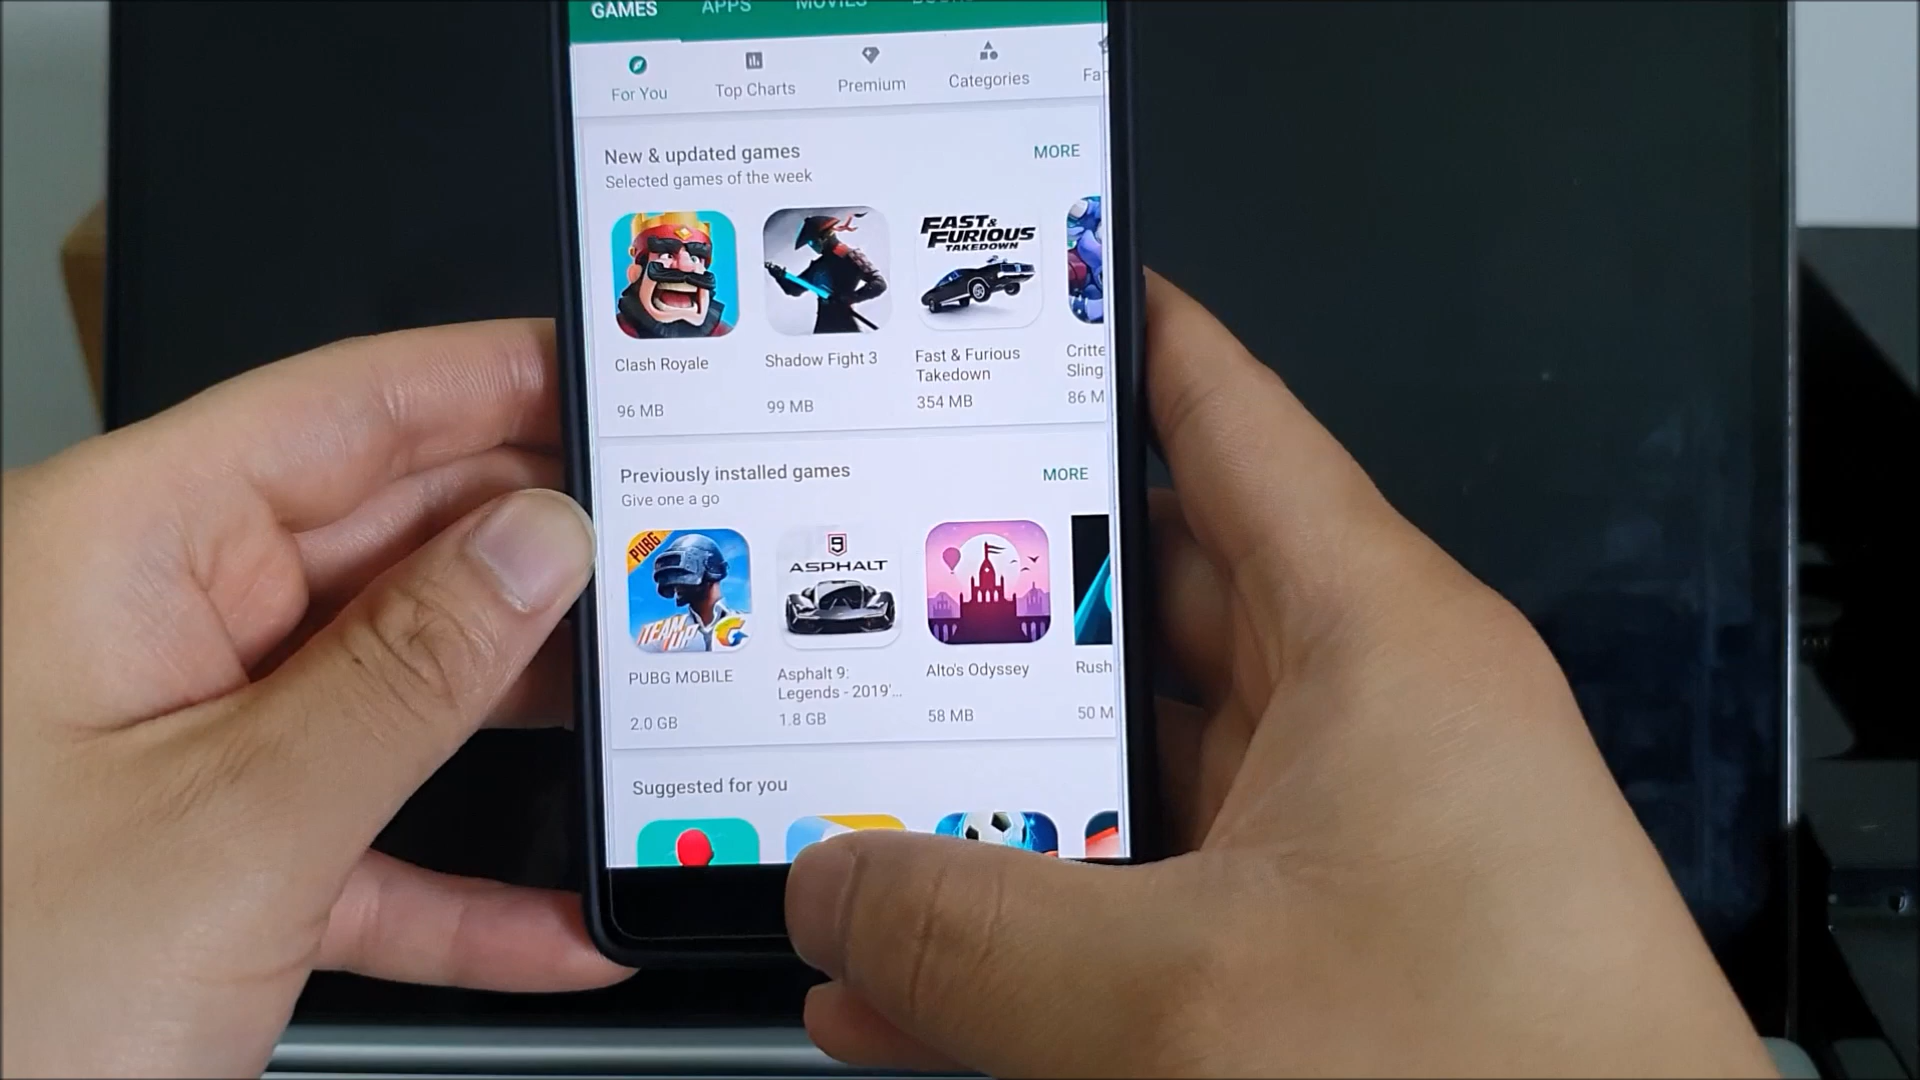 GAMES APPS MOVIES
For You Top Charts Premium Categories Fa
New & updated games MORE
Selected games of the week
FAST &
FURIOUS
TAKEDOWN
Clash Royale Shadow Fight 3 Fast & Furious Critte
Takedown Sling
96 MB 99 MB 354 MB 86 M
Previously installed games MORE
Give one a go
PUBG
9
ASPHALT
TEAM
UP
PUBG MOBILE Asphalt 9: Alto's Odyssey Rush
Legends - 2019'...
2.0 GB 1.8 GB 58 MB 50 M
Suggested for you